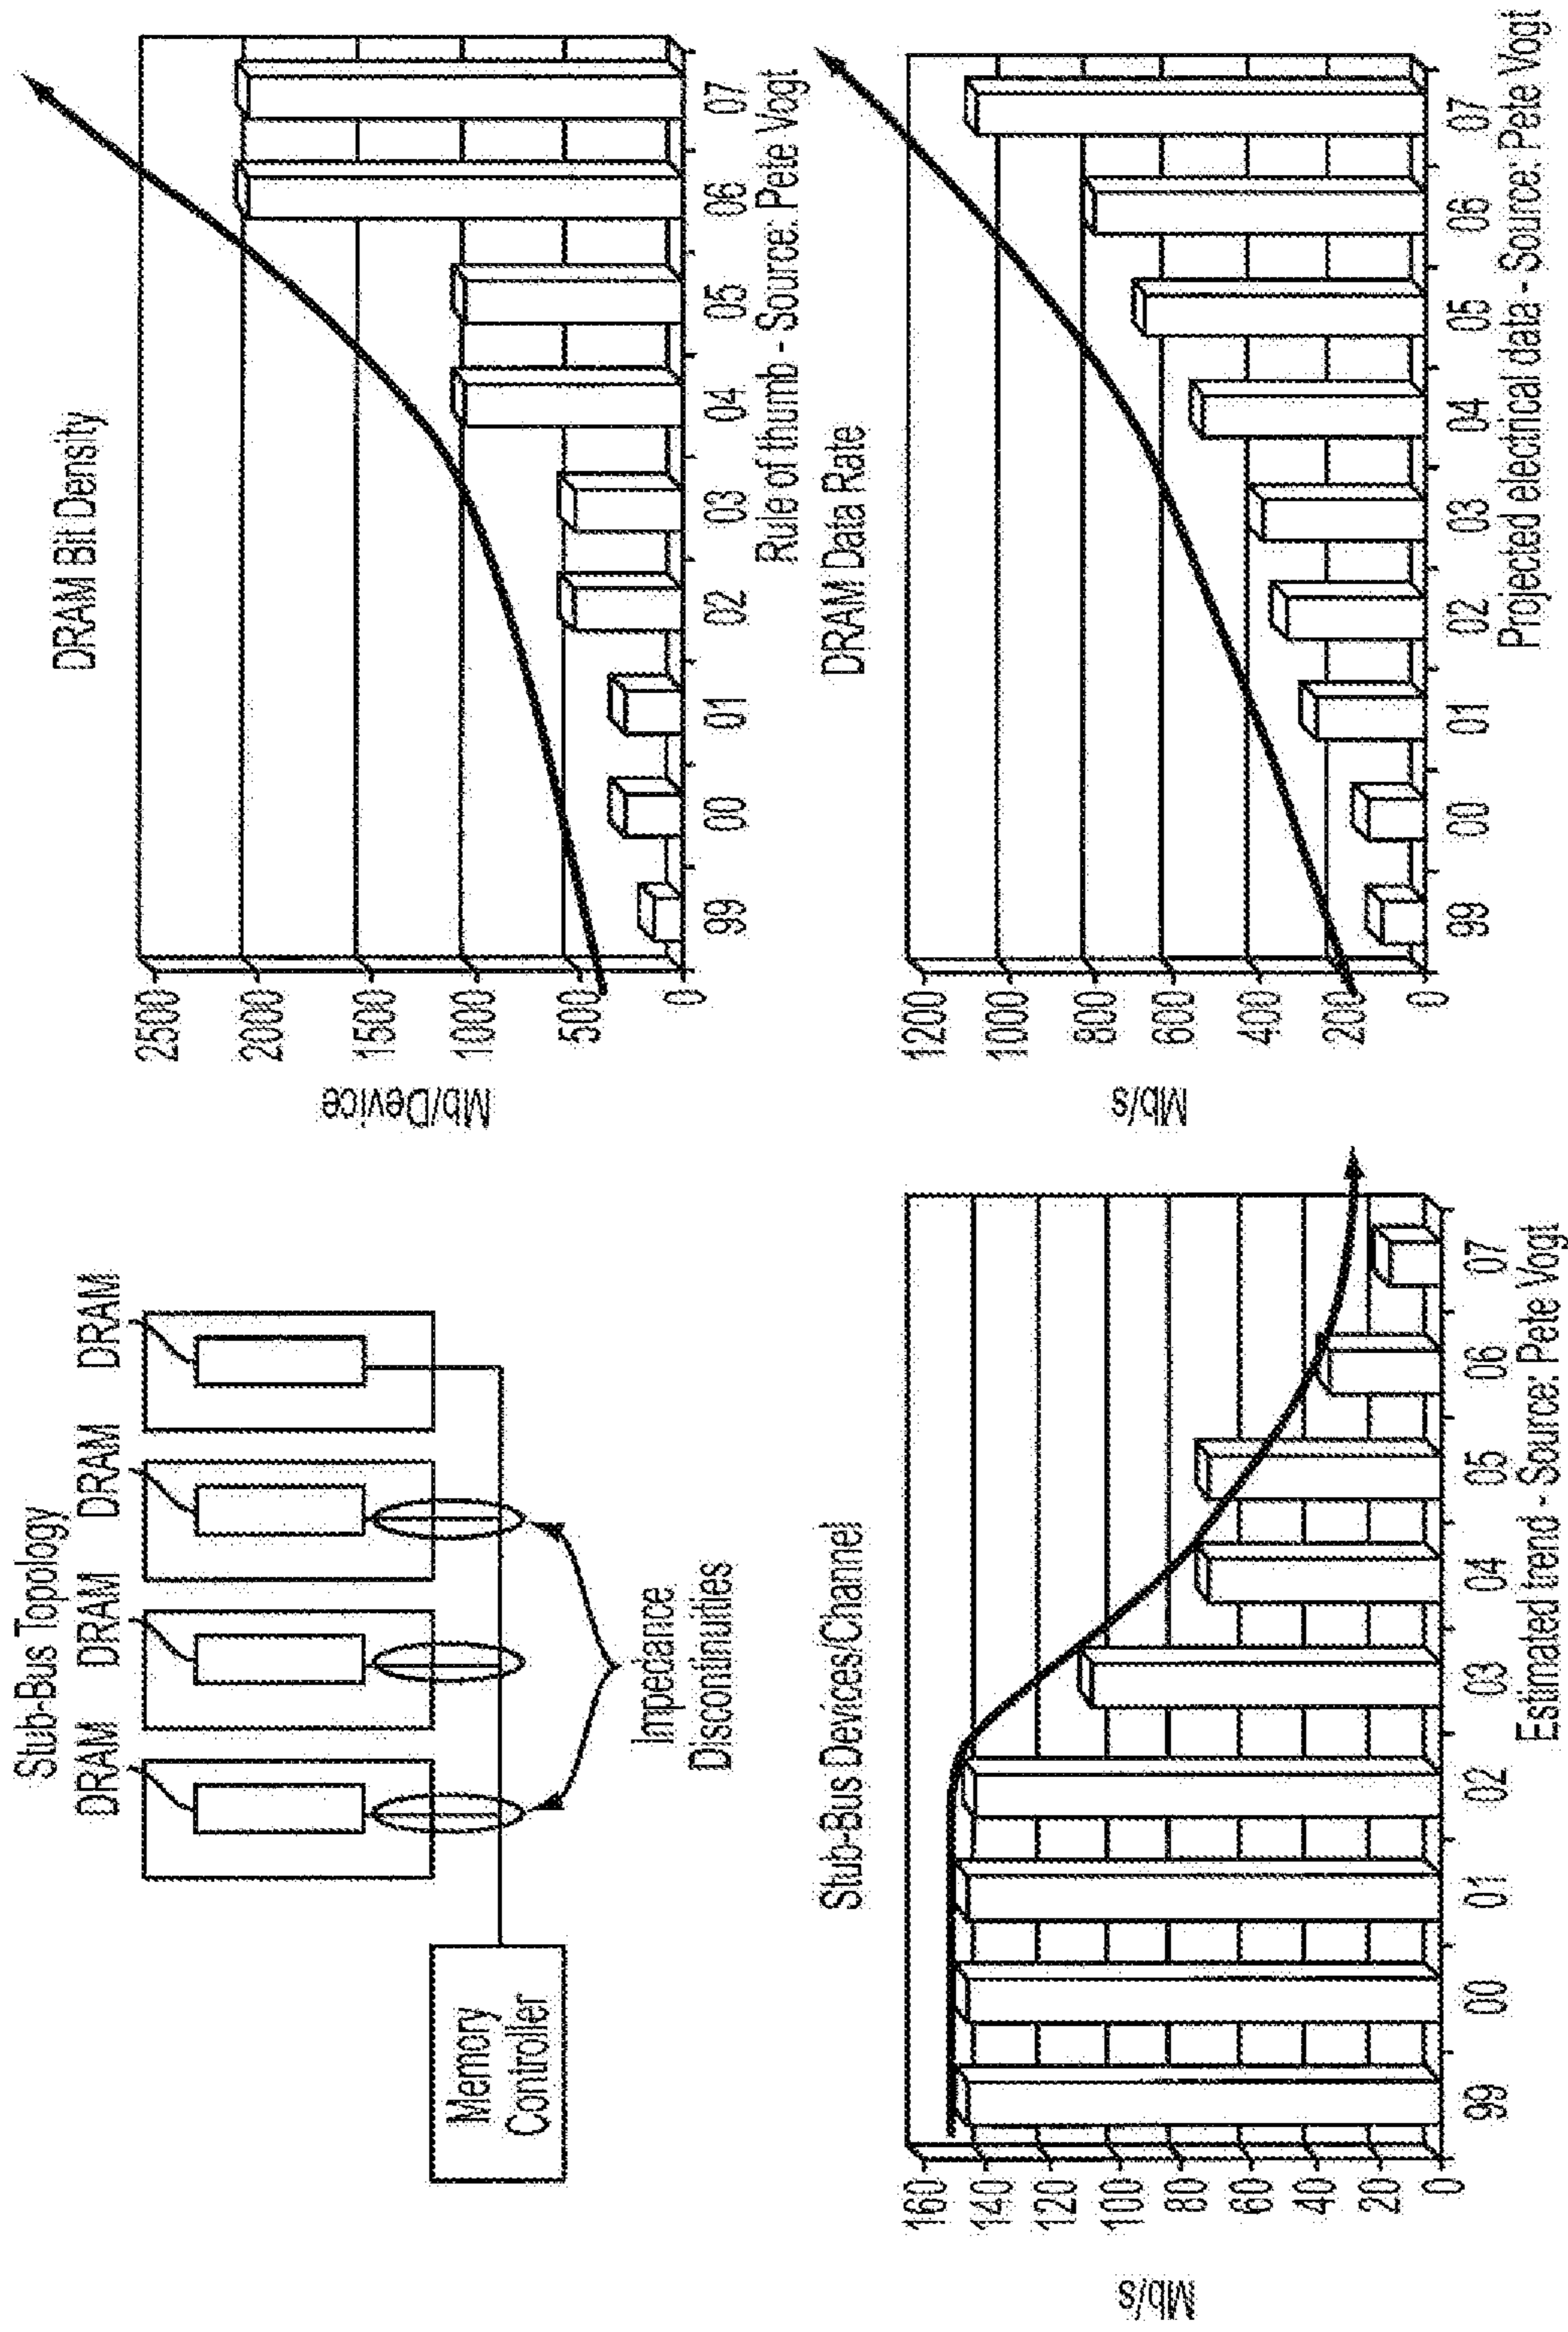 Stub-Bus Topology
DRAM
DRAM
DRAM
DRAM
Memory
Controller
Impedance
Discontinuities
DRAM Bit Density
Mb/Device
2500
2000
1500
1000
500
0
99 00 01 02 03 04 05 06 07
Rule of thumb - Source: Pete Vogt
Stub-Bus Devices/Channel
Mb/s
160
140
120
100
80
60
40
20
0
99 00 01 02 03 04 05 06 07
Estimated trend - Source: Pete Vogt
DRAM Data Rate
Mb/s
1200
1000
800
600
400
200
0
99 00 01 02 03 04 05 06 07
Projected electrical data - Source: Pete Vogt